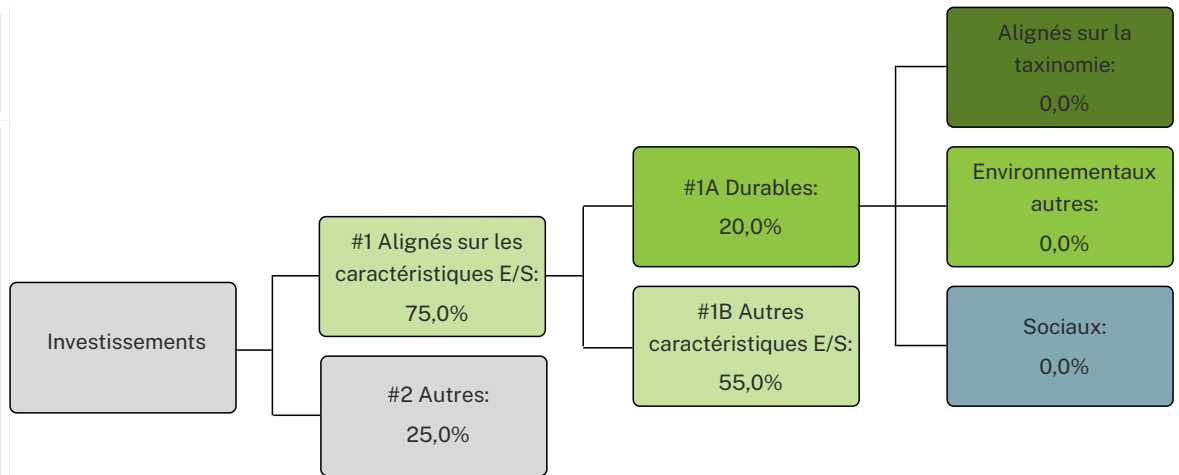 Investissements
#1 Alignés sur les
caractéristiques E/S:
75,0%
#2 Autres:
25,0%
#1A Durables:
20,0%
#1B Autres
caractéristiques E/S:
55,0%
Alignés sur la
taxinomie:
0,0%
Environnementaux
autres:
0,0%
Sociaux:
0,0%